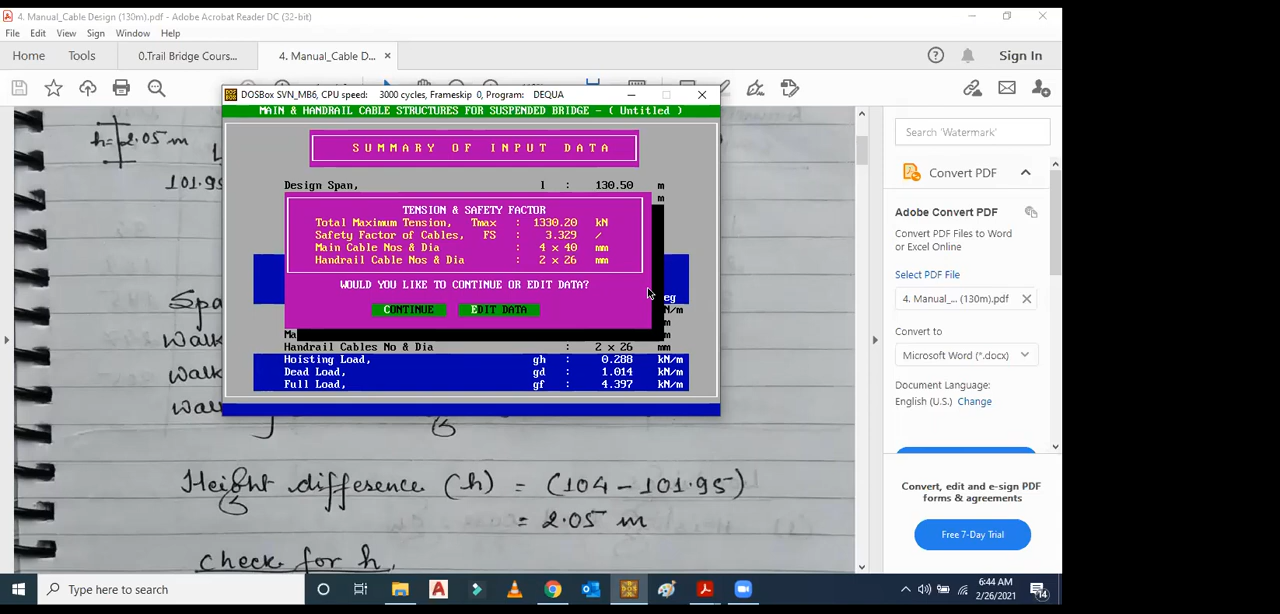 4. Manual_Cable Design (130m).pdf - Adobe Acrobat Reader DC (32-bit)
File Edit View Sign Window Help
Home Tools 0.Trail Bridge Cours... 4. Manual_Cable D... × Sign In
DOSBox SVN_MB6, CPU speed: 3000 cycles, Frameskip 0, Program: DEQUA
MAIN & HANDRAIL CABLE STRUCTURES FOR SUSPENDED BRIDGE - ( Untitled )
SUMMARY OF INPUT DATA
Design Span, l : 130.50 m
m
TENSION & SAFETY FACTOR
Total Maximum Tension, Tmax : 1330.20 kN
Safety Factor of Cables, FS : 3.329 /
Main Cable Nos & Dia : 4 x 40 mm
Handrail Cable Nos & Dia : 2 x 26 mm
WOULD YOU LIKE TO CONTINUE OR EDIT DATA?
eg
CONTINUE EDIT DATA
N/m
m
Ma m
Handrail Cables No & Dia : 2 x 26 mm
Hoisting Load, gh : 0.288 kN/m
Dead Load, gd : 1.014 kN/m
Full Load, gf : 4.397 kN/m
h= 2.05 m
101.95
Spa
Walk
Walk
Wal
Height difference (h) = (104 - 101.95)
= 2.05 m
check for h,
Search 'Watermark'
Convert PDF
Adobe Convert PDF
Convert PDF Files to Word
or Excel Online
Select PDF File
4. Manual_... (130m).pdf ×
Convert to
Microsoft Word (*.docx)
Document Language:
English (U.S.) Change
Convert, edit and e-sign PDF
forms & agreements
Free 7-Day Trial
Type here to search
6:44 AM
2/26/2021
14